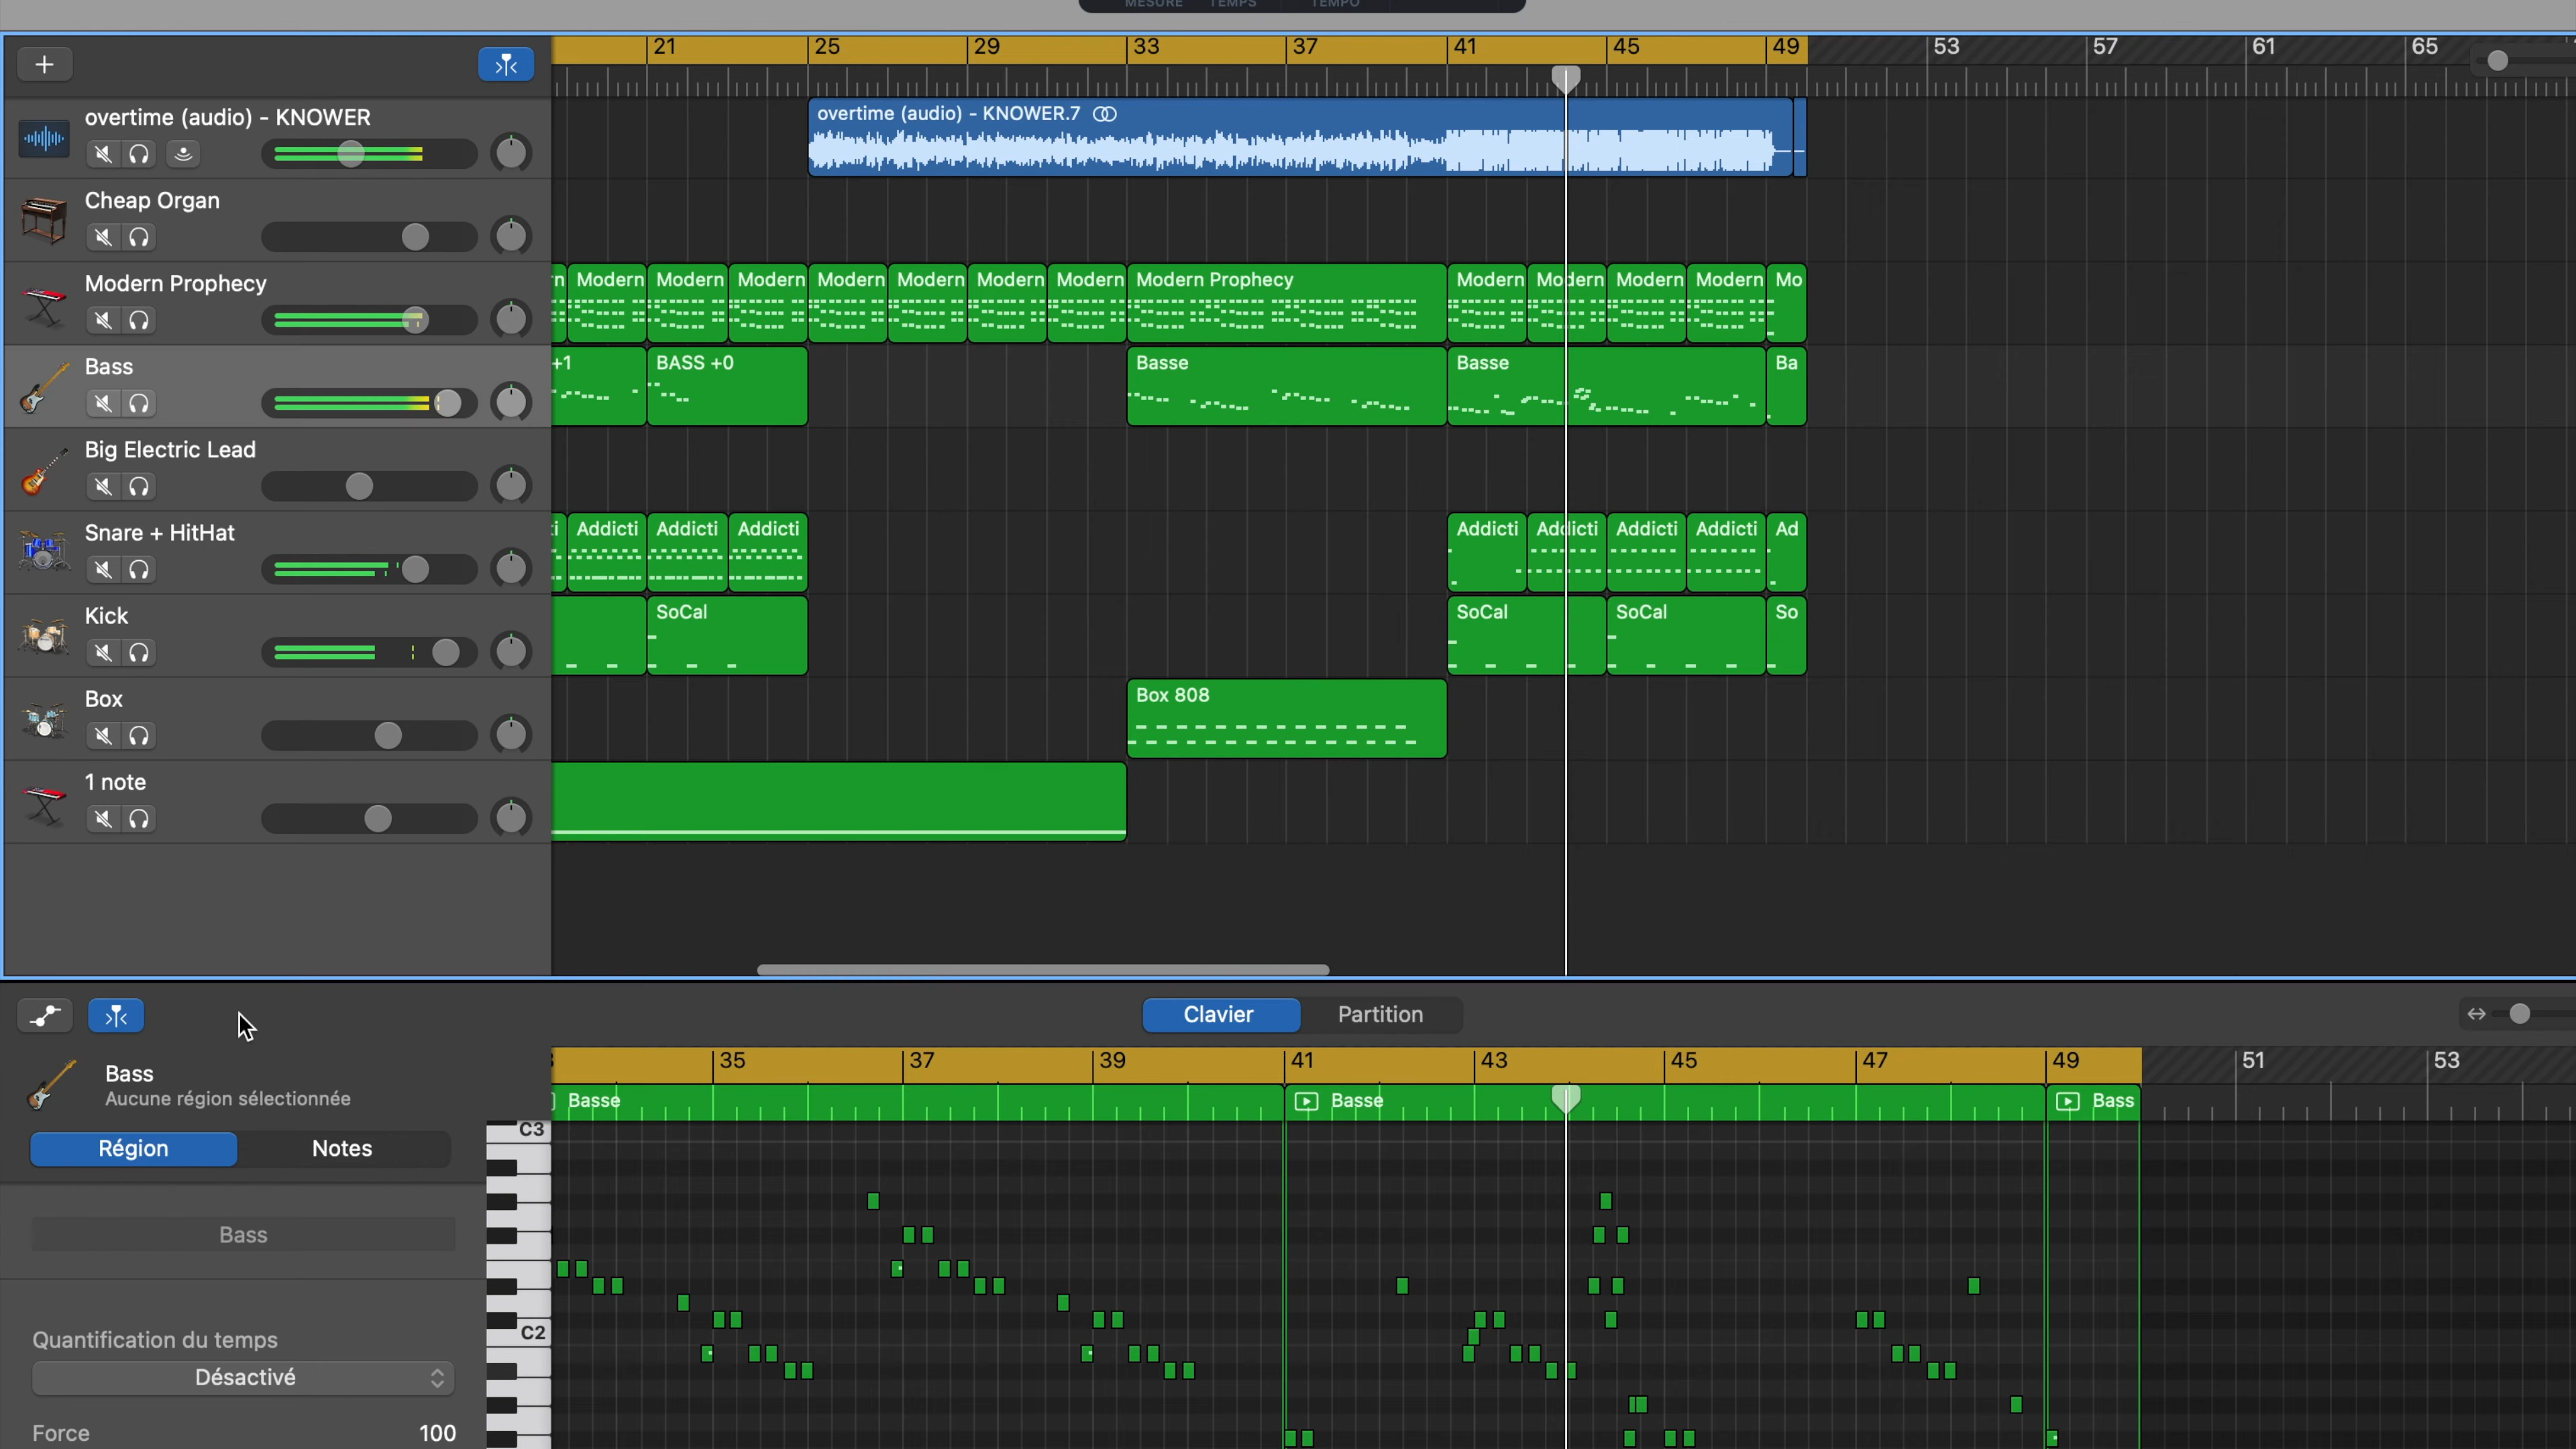 MESURE TEMPS TEMPO
21 25 29 33 37 41 45 49 53 57 61 65
overtime (audio) - KNOWER
overtime (audio) - KNOWER.7
Cheap Organ
Modern Prophecy
Modern Modern Modern Modern Modern Modern Modern Modern Prophecy Modern Modern Modern Modern Mo
Bass
+1 BASS +0 Basse Basse Ba
Big Electric Lead
Snare + HitHat
Addicti Addicti Addicti Addicti Addicti Addicti Addicti Ad
Kick
SoCal SoCal SoCal So
Box
Box 808
1 note
Clavier Partition
35 37 39 41 43 45 47 49 51 53
Bass
Aucune région sélectionnée
Basse Basse Bass
Région Notes
C3
Bass
C2
Quantification du temps
Désactivé
Force 100